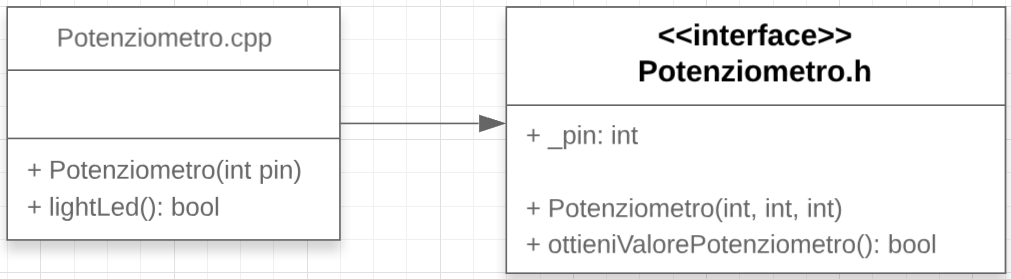 Potenziometro.cpp
+ Potenziometro(int pin)
+ lightLed(): bool
<<interface>>
Potenziometro.h
+ _pin: int
+ Potenziometro(int, int, int)
+ ottieniValorePotenziometro(): bool